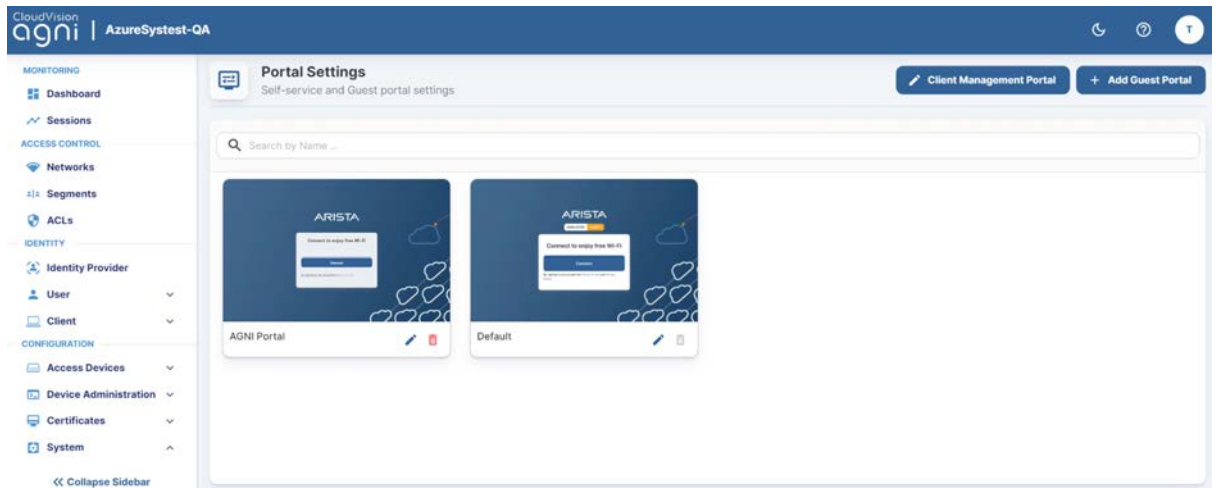 CloudVision
agni | AzureSystest-QA
T
MONITORING
Dashboard
Sessions
ACCESS CONTROL
Networks
Segments
ACLs
IDENTITY
Identity Provider
User
Client
CONFIGURATION
Access Devices
Device Administration
Certificates
System
Collapse Sidebar
Portal Settings
Self-service and Guest portal settings
Client Management Portal
+ Add Guest Portal
Search by Name ...
ARISTA
Connect to enjoy free Wi-Fi
AGNI Portal
ARISTA
Connect to enjoy free Wi-Fi
Connect
Default